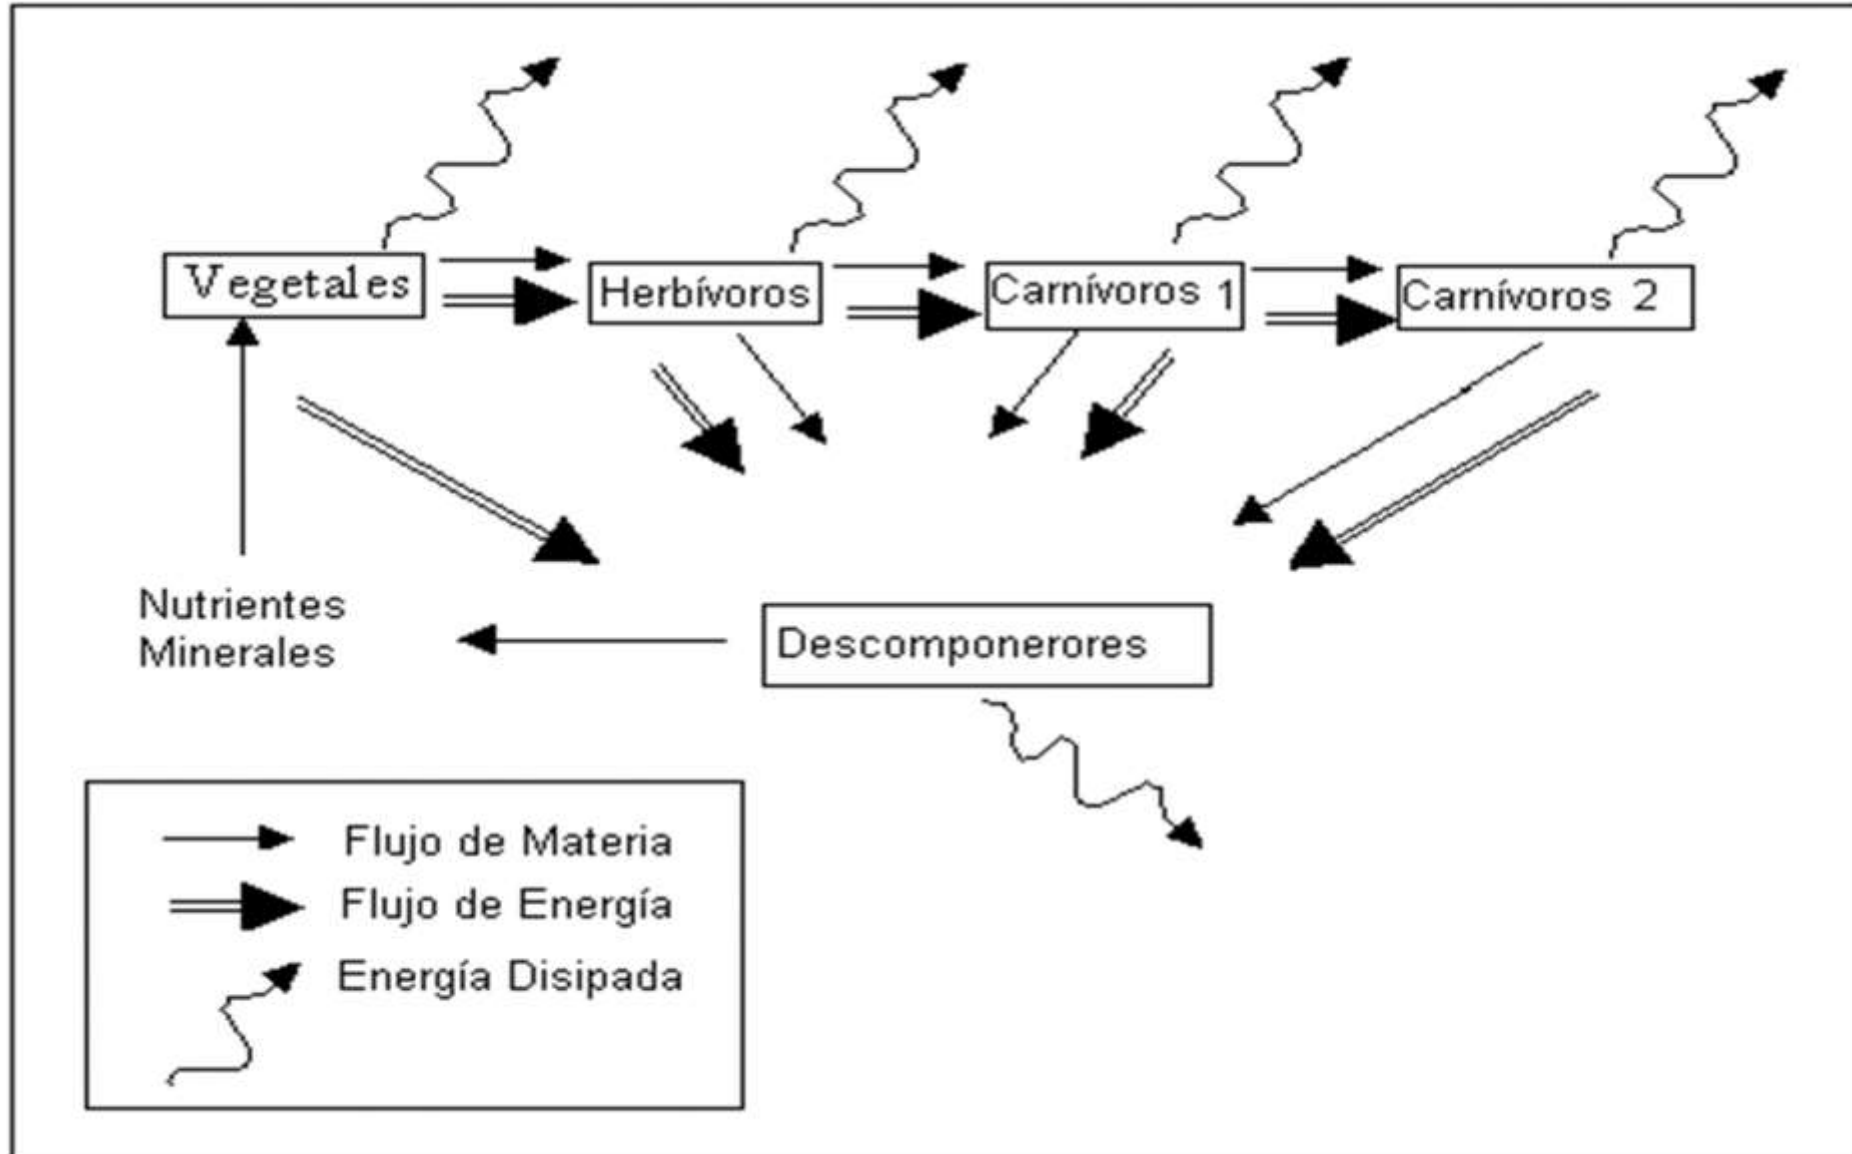 Vegetales
Herbívoros
Carnívoros 1
Carnívoros 2
Nutrientes
Minerales
Descomponerores
Flujo de Materia
Flujo de Energía
Energía Disipada